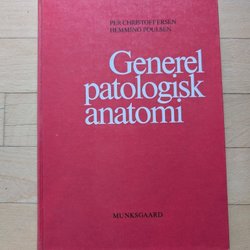 PER CHRISTOFFERSEN
HEMMING POULSEN
Generel
patologisk
anatomi
MUNKSGAARD